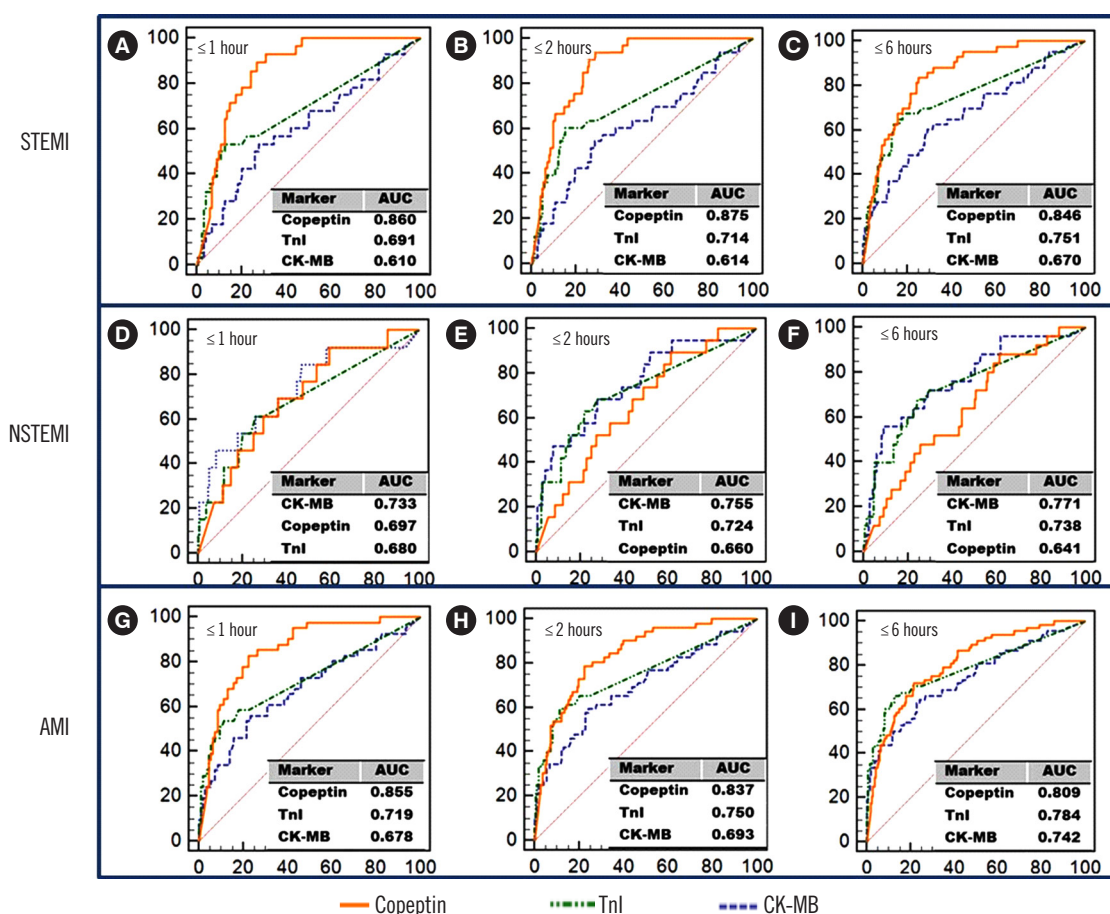 STEMI
A ≤ 1 hour
100
80
60
40
20
0
0 20 40 60 80 100
Marker AUC
Copeptin 0.860
TnI 0.691
CK-MB 0.610
B ≤ 2 hours
100
80
60
40
20
0
0 20 40 60 80 100
Marker AUC
Copeptin 0.875
TnI 0.714
CK-MB 0.614
C ≤ 6 hours
100
80
60
40
20
0
0 20 40 60 80 100
Marker AUC
Copeptin 0.846
TnI 0.751
CK-MB 0.670
NSTEMI
D ≤ 1 hour
100
80
60
40
20
0
0 20 40 60 80 100
Marker AUC
CK-MB 0.733
Copeptin 0.697
TnI 0.680
E ≤ 2 hours
100
80
60
40
20
0
0 20 40 60 80 100
Marker AUC
CK-MB 0.755
TnI 0.724
Copeptin 0.660
F ≤ 6 hours
100
80
60
40
20
0
0 20 40 60 80 100
Marker AUC
CK-MB 0.771
TnI 0.738
Copeptin 0.641
AMI
G ≤ 1 hour
100
80
60
40
20
0
0 20 40 60 80 100
Marker AUC
Copeptin 0.855
TnI 0.719
CK-MB 0.678
H ≤ 2 hours
100
80
60
40
20
0
0 20 40 60 80 100
Marker AUC
Copeptin 0.837
TnI 0.750
CK-MB 0.693
I ≤ 6 hours
100
80
60
40
20
0
0 20 40 60 80 100
Marker AUC
Copeptin 0.809
TnI 0.784
CK-MB 0.742
Copeptin TnI CK-MB